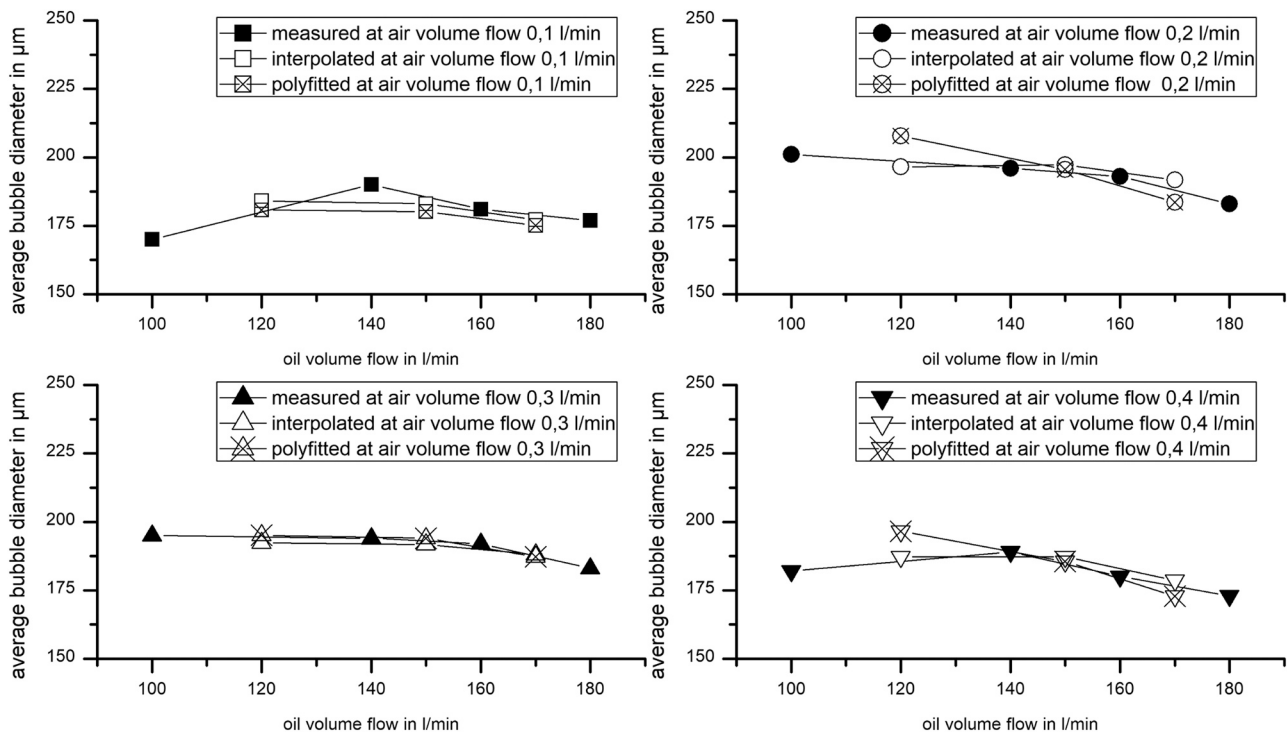 average bubble diameter in µm
250
225
200
175
150
measured at air volume flow 0,1 l/min
interpolated at air volume flow 0,1 l/min
polyfitted at air volume flow 0,1 l/min
100 120 140 160 180
oil volume flow in l/min
average bubble diameter in µm
250
225
200
175
150
measured at air volume flow 0,2 l/min
interpolated at air volume flow 0,2 l/min
polyfitted at air volume flow 0,2 l/min
100 120 140 160 180
oil volume flow in l/min
average bubble diameter in µm
250
225
200
175
150
measured at air volume flow 0,3 l/min
interpolated at air volume flow 0,3 l/min
polyfitted at air volume flow 0,3 l/min
100 120 140 160 180
oil volume flow in l/min
average bubble diameter in µm
250
225
200
175
150
measured at air volume flow 0,4 l/min
interpolated at air volume flow 0,4 l/min
polyfitted at air volume flow 0,4 l/min
100 120 140 160 180
oil volume flow in l/min